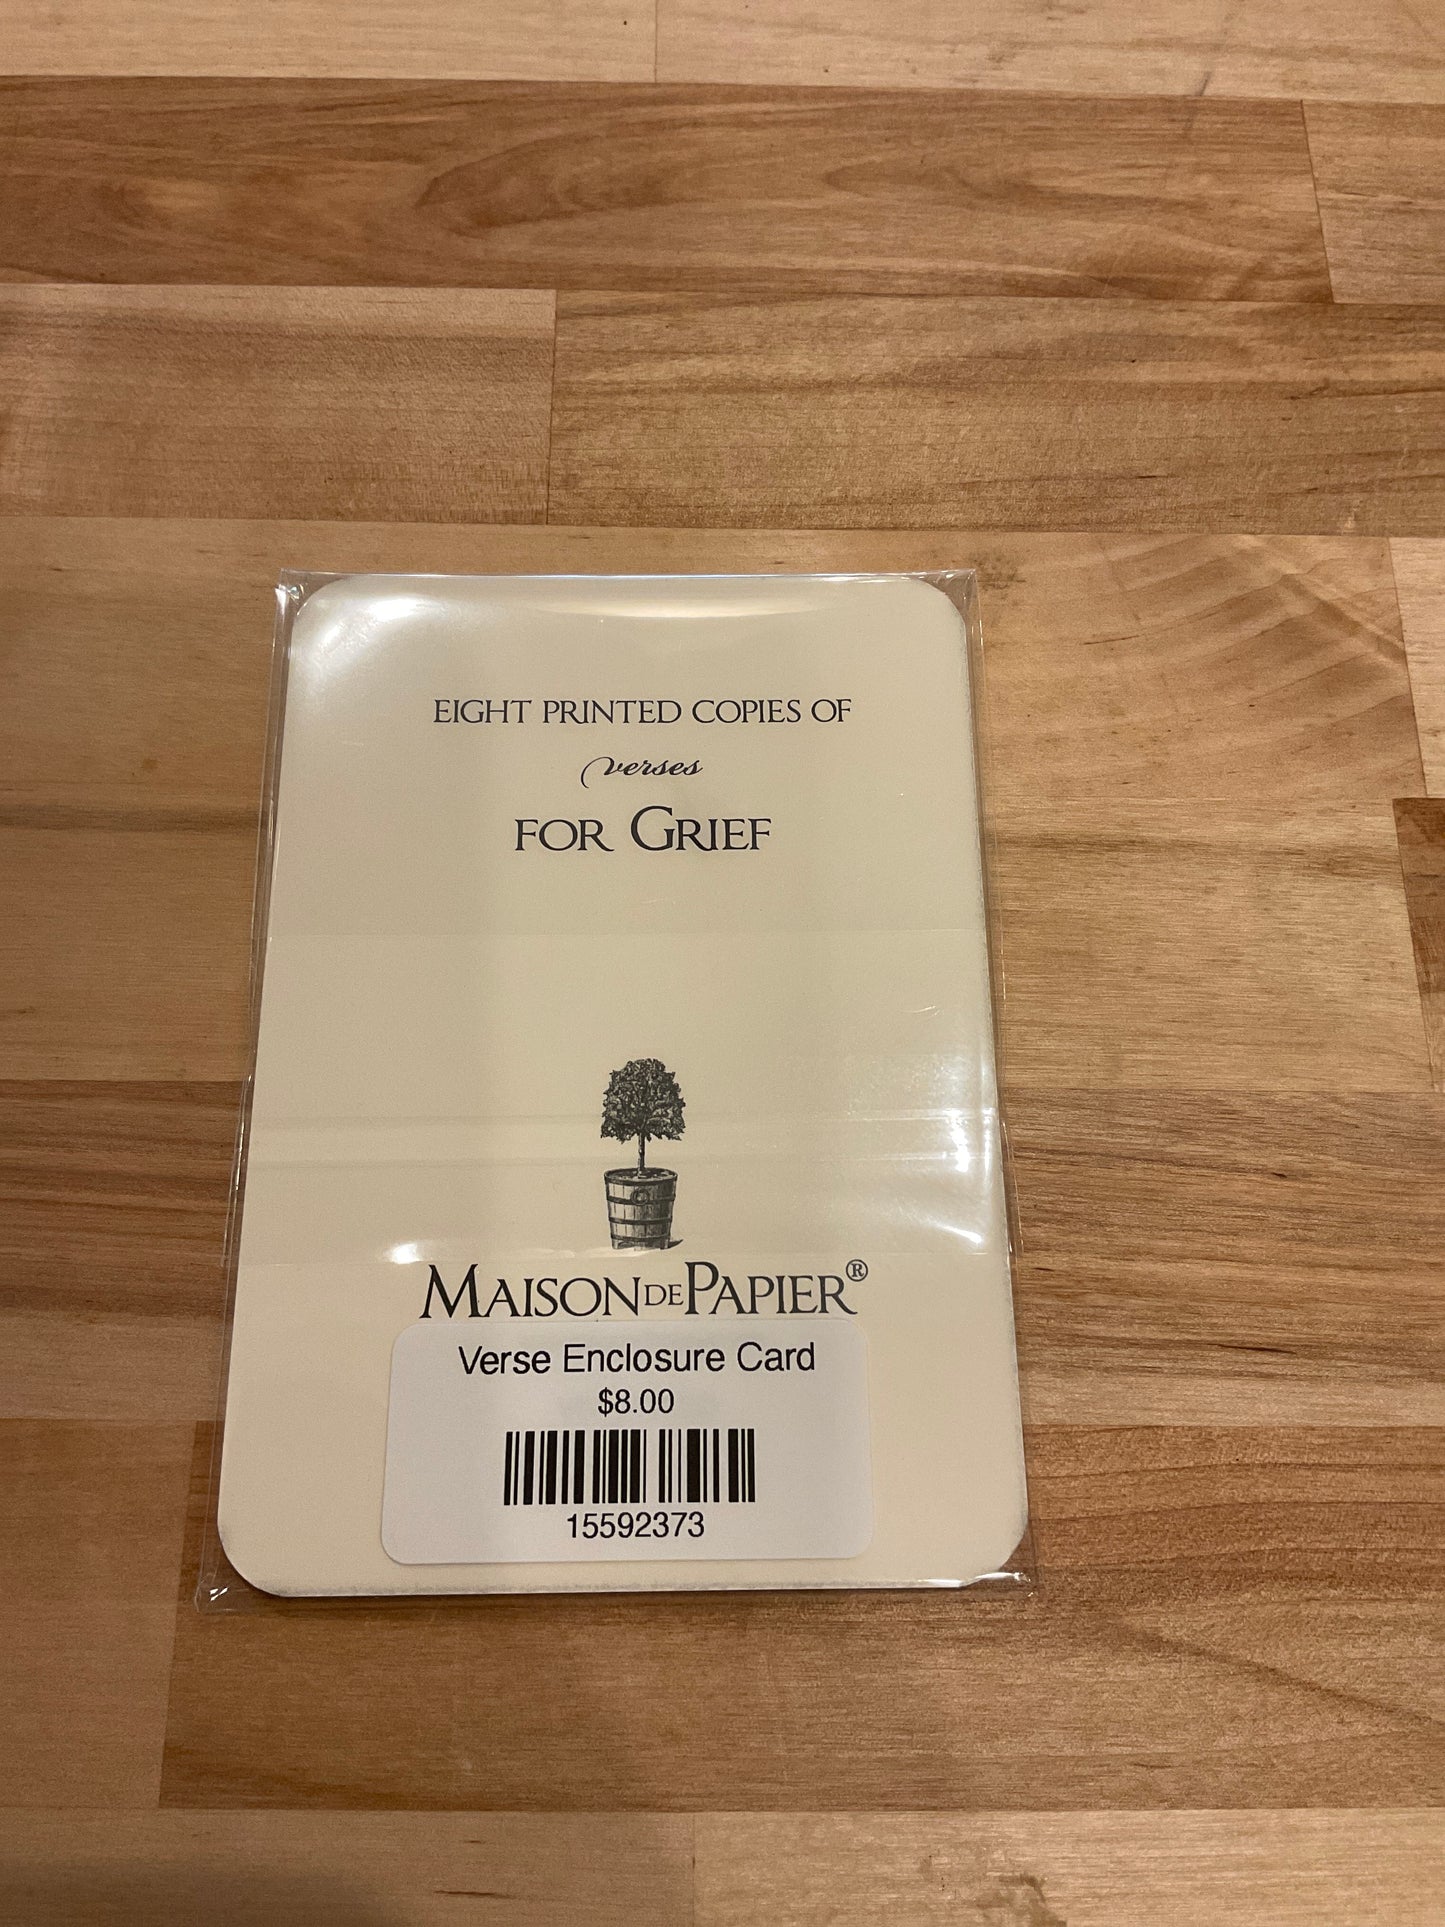 EIGHT PRINTED COPIES OF
verses
FOR GRIEF
MAISON DE PAPIER®
Verse Enclosure Card
$8.00
15592373